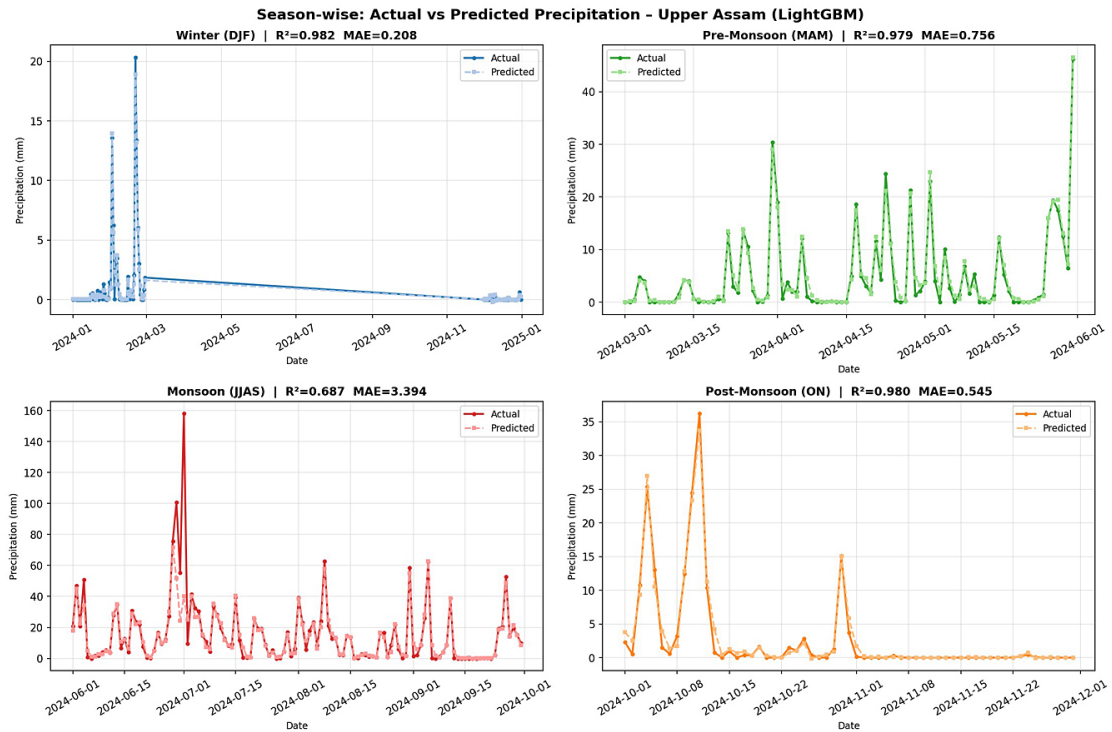 Season-wise: Actual vs Predicted Precipitation – Upper Assam (LightGBM)
Winter (DJF) | R²=0.982 MAE=0.208
Actual
Predicted
Precipitation (mm)
20
15
10
5
0
2024-01
2024-03
2024-05
2024-07
2024-09
2024-11
2025-01
Date
Pre-Monsoon (MAM) | R²=0.979 MAE=0.756
Actual
Predicted
Precipitation (mm)
40
30
20
10
0
2024-03-01
2024-03-15
2024-04-01
2024-04-15
2024-05-01
2024-05-15
2024-06-01
Date
Monsoon (JJAS) | R²=0.687 MAE=3.394
Actual
Predicted
Precipitation (mm)
160
140
120
100
80
60
40
20
0
2024-06-01
2024-06-15
2024-07-01
2024-07-15
2024-08-01
2024-08-15
2024-09-01
2024-09-15
2024-10-01
Date
Post-Monsoon (ON) | R²=0.980 MAE=0.545
Actual
Predicted
Precipitation (mm)
35
30
25
20
15
10
5
0
2024-10-01
2024-10-08
2024-10-15
2024-10-22
2024-11-01
2024-11-08
2024-11-15
2024-11-22
2024-12-01
Date